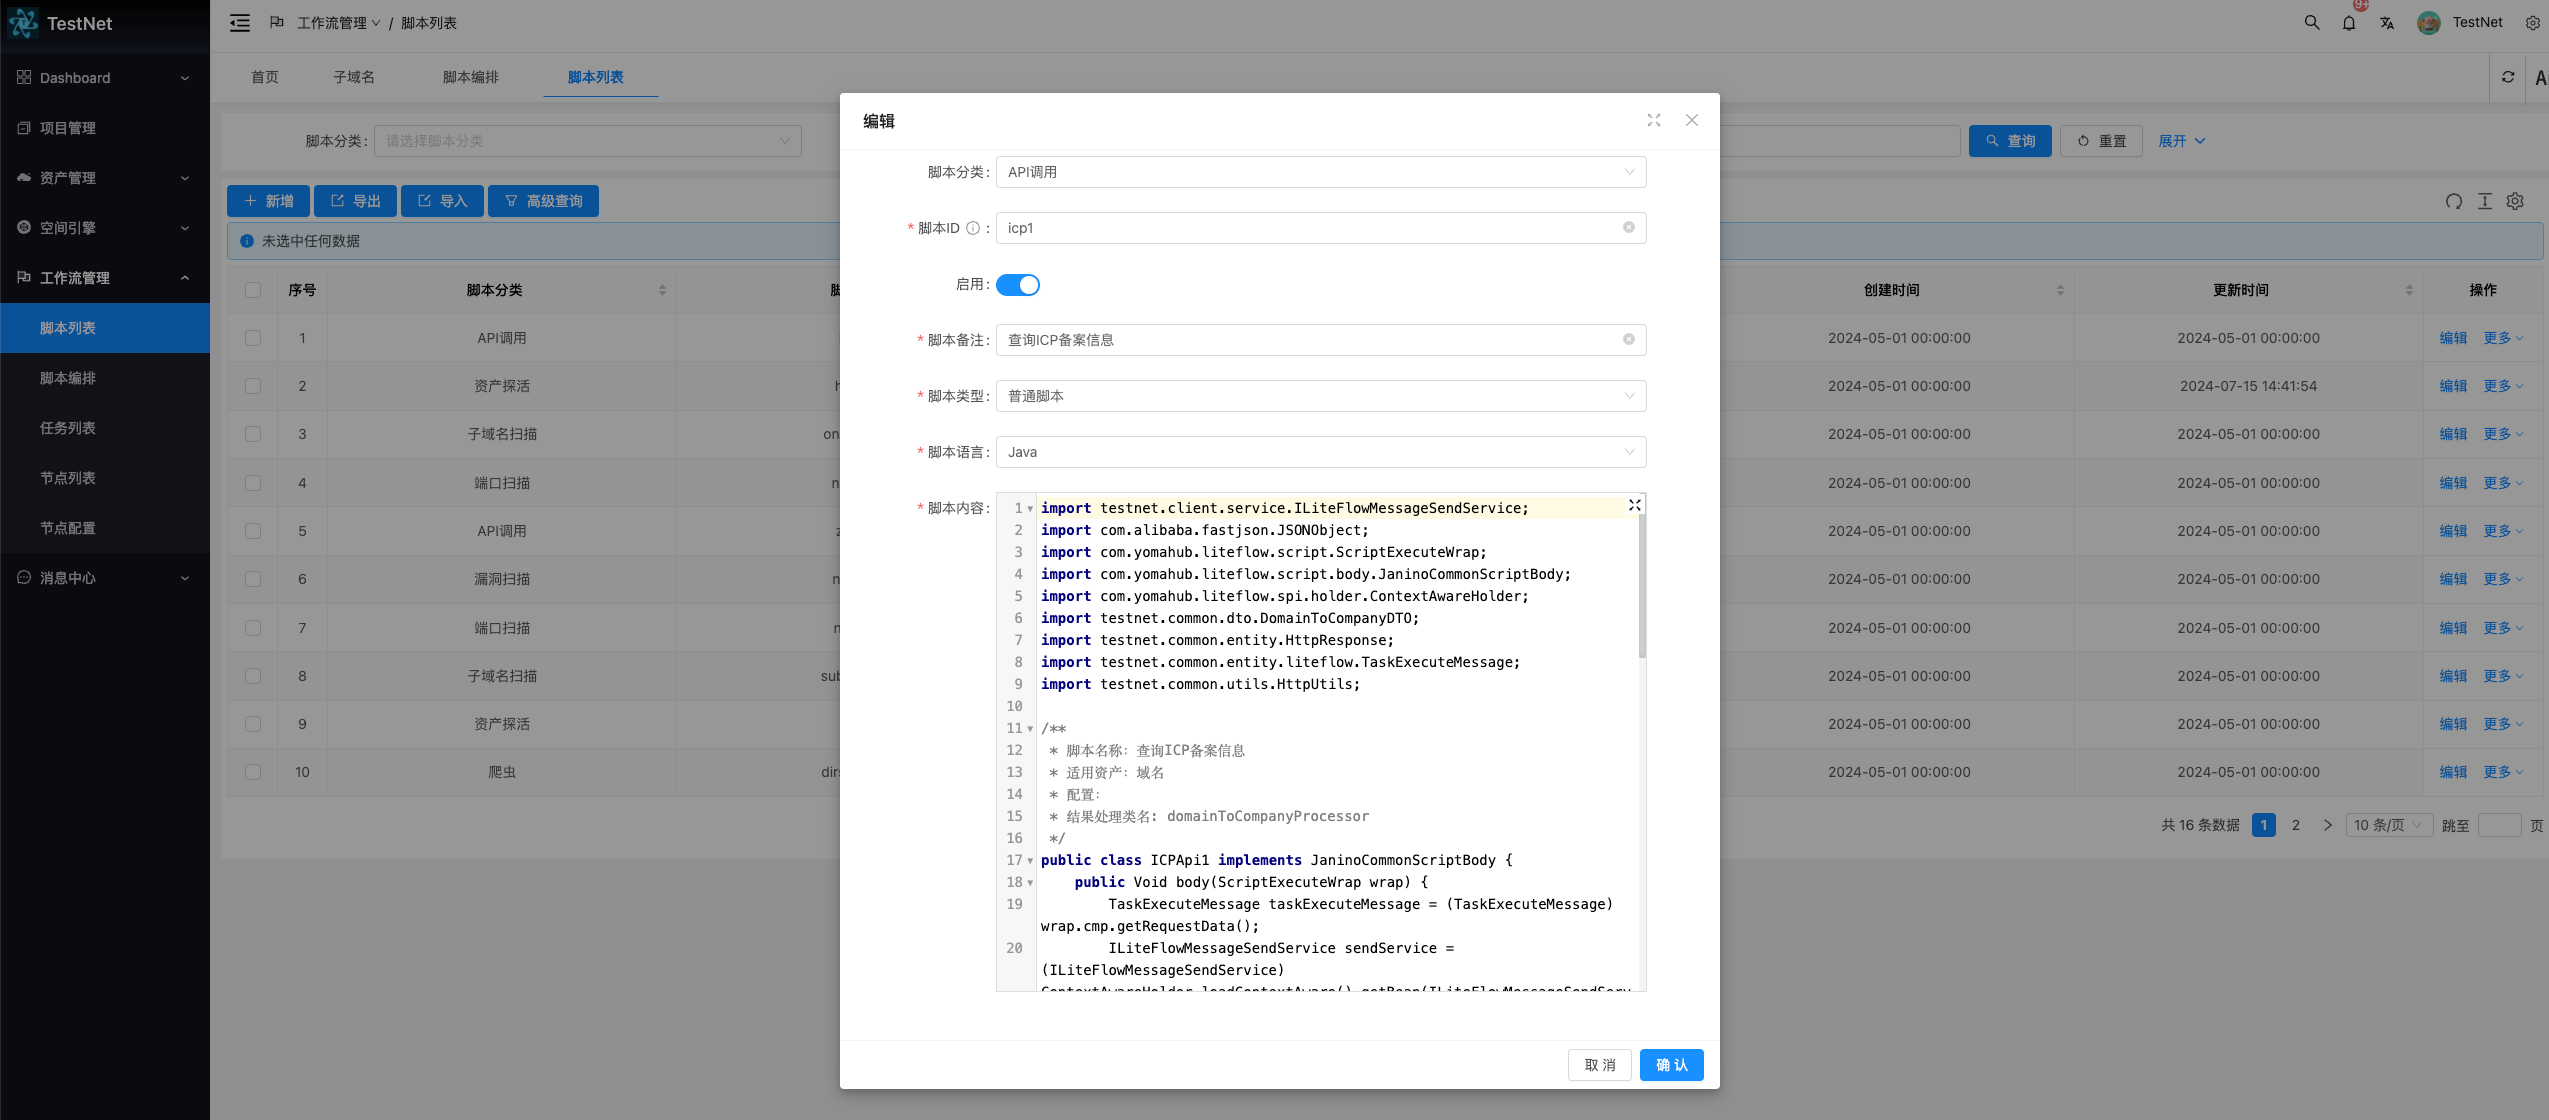 TestNet
工作流管理 / 脚本列表
9+
TestNet
Dashboard
项目管理
资产管理
空间引擎
工作流管理
脚本列表
脚本编排
任务列表
节点列表
节点配置
消息中心
首页 子域名 脚本编排 脚本列表
脚本分类: 请选择脚本分类
查询 重置 展开
新增 导出 导入 高级查询
未选中任何数据
序号 脚本分类 创建时间 更新时间 操作
1 API调用 2024-05-01 00:00:00 2024-05-01 00:00:00 编辑 更多
2 资产探活 2024-05-01 00:00:00 2024-07-15 14:41:54 编辑 更多
3 子域名扫描 on 2024-05-01 00:00:00 2024-05-01 00:00:00 编辑 更多
4 端口扫描 n 2024-05-01 00:00:00 2024-05-01 00:00:00 编辑 更多
5 API调用 z 2024-05-01 00:00:00 2024-05-01 00:00:00 编辑 更多
6 漏洞扫描 n 2024-05-01 00:00:00 2024-05-01 00:00:00 编辑 更多
7 端口扫描 n 2024-05-01 00:00:00 2024-05-01 00:00:00 编辑 更多
8 子域名扫描 sub 2024-05-01 00:00:00 2024-05-01 00:00:00 编辑 更多
9 资产探活 2024-05-01 00:00:00 2024-05-01 00:00:00 编辑 更多
10 爬虫 dirs 2024-05-01 00:00:00 2024-05-01 00:00:00 编辑 更多
共 16 条数据 1 2 10 条/页 跳至 页
编辑
脚本分类: API调用
* 脚本ID : icp1
启用:
* 脚本备注: 查询ICP备案信息
* 脚本类型: 普通脚本
* 脚本语言: Java
* 脚本内容:
1 import testnet.client.service.ILiteFlowMessageSendService;
2 import com.alibaba.fastjson.JSONObject;
3 import com.yomahub.liteflow.script.ScriptExecuteWrap;
4 import com.yomahub.liteflow.script.body.JaninoCommonScriptBody;
5 import com.yomahub.liteflow.spi.holder.ContextAwareHolder;
6 import testnet.common.dto.DomainToCompanyDTO;
7 import testnet.common.entity.HttpResponse;
8 import testnet.common.entity.liteflow.TaskExecuteMessage;
9 import testnet.common.utils.HttpUtils;
10
11 /**
12 * 脚本名称: 查询ICP备案信息
13 * 适用资产: 域名
14 * 配置:
15 * 结果处理类名: domainToCompanyProcessor
16 */
17 public class ICPApi1 implements JaninoCommonScriptBody {
18 public Void body(ScriptExecuteWrap wrap) {
19 TaskExecuteMessage taskExecuteMessage = (TaskExecuteMessage)
wrap.cmp.getRequestData();
20 ILiteFlowMessageSendService sendService =
(ILiteFlowMessageSendService)
ContextAwareHolder.loadContextAware().getBean(ILiteFlowMessageSendServ
取 消 确 认